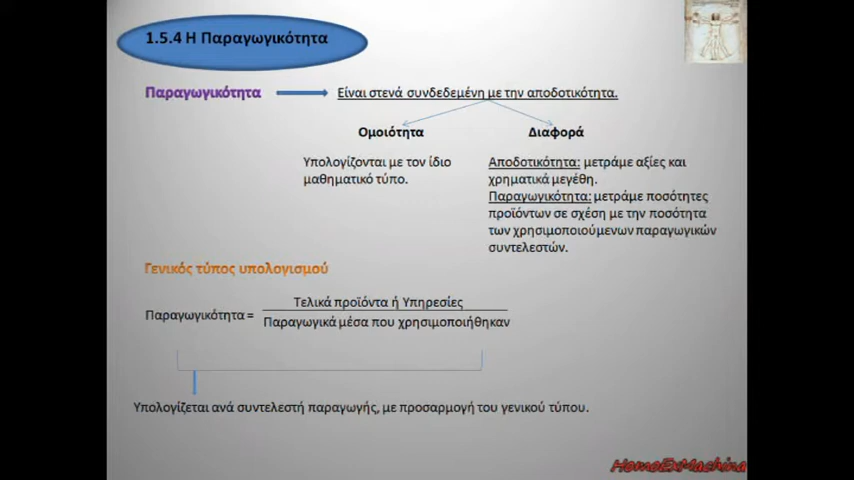 1.5.4 Η Παραγωγικότητα
Παραγωγικότητα
Είναι στενά συνδεδεμένη με την αποδοτικότητα.
Ομοιότητα
Υπολογίζονται με τον ίδιο
μαθηματικό τύπο.
Διαφορά
Αποδοτικότητα: μετράμε αξίες και
χρηματικά μεγέθη.
Παραγωγικότητα: μετράμε ποσότητες
προϊόντων σε σχέση με την ποσότητα
των χρησιμοποιούμενων παραγωγικών
συντελεστών.
Γενικός τύπος υπολογισμού
Παραγωγικότητα =
Τελικά προϊόντα ή Υπηρεσίες
Παραγωγικά μέσα που χρησιμοποιήθηκαν
Υπολογίζεται ανά συντελεστή παραγωγής, με προσαρμογή του γενικού τύπου.
HomoExMachina